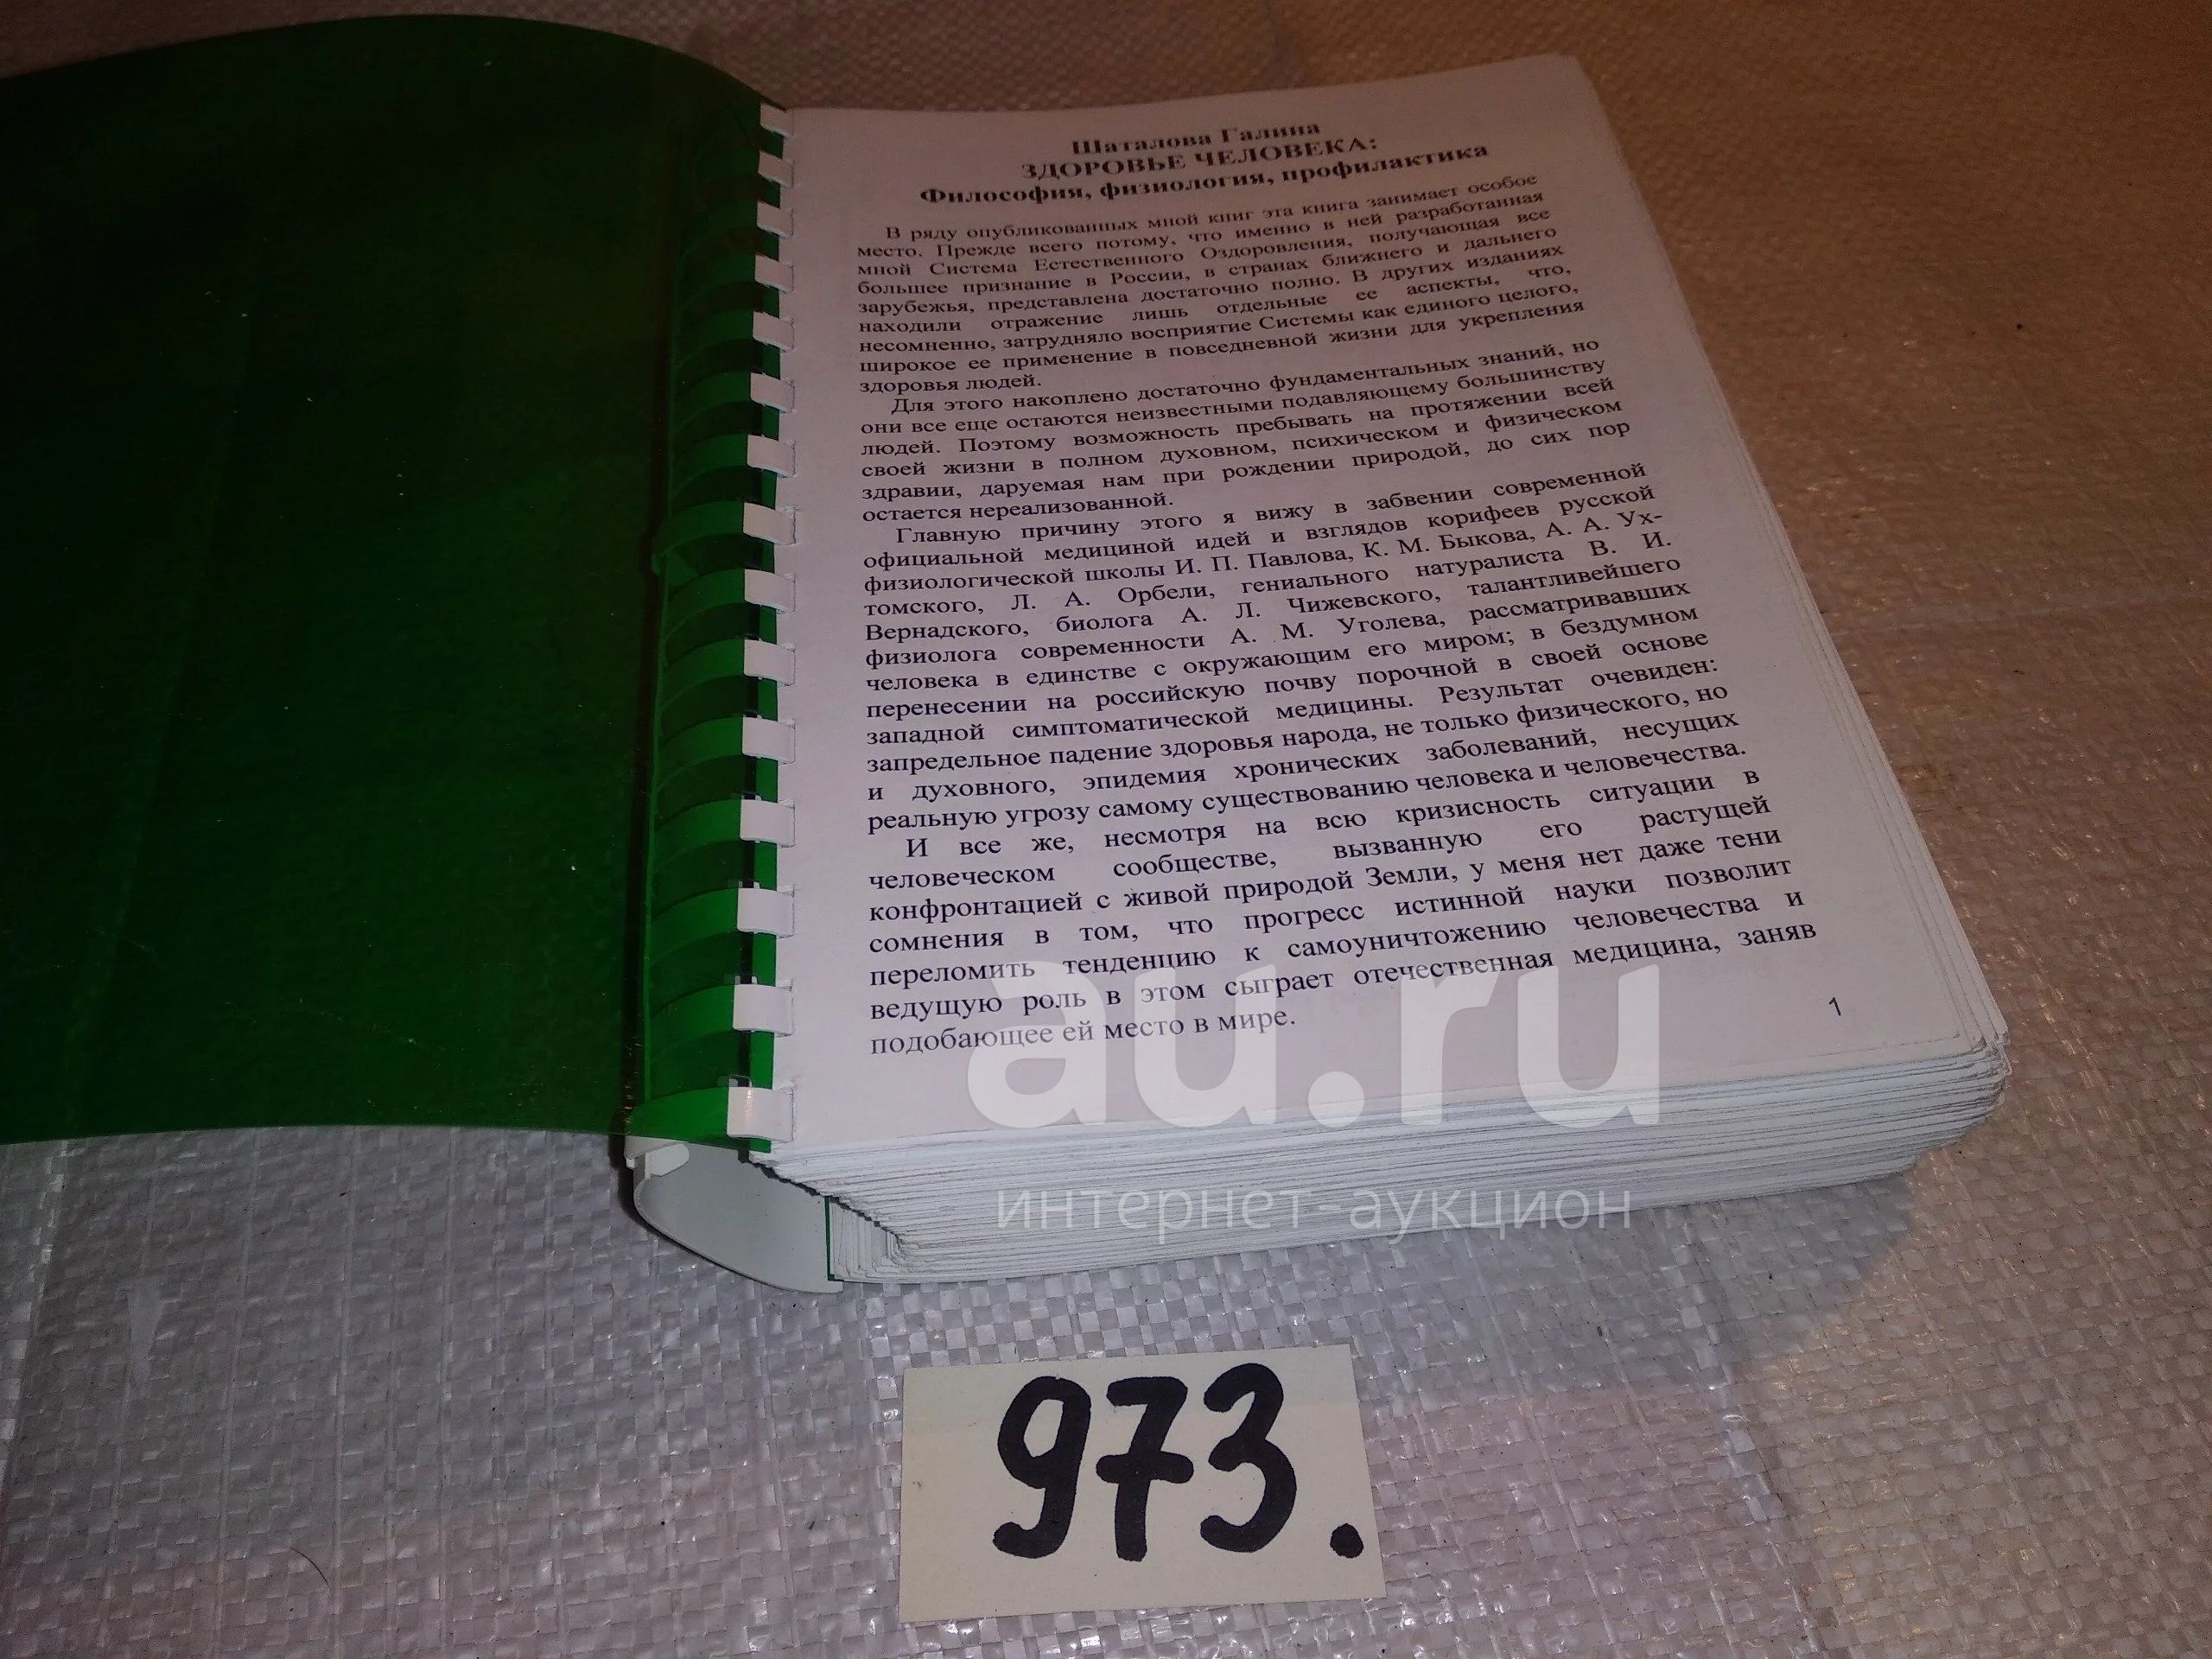 Шаталова Галина
ЗДОРОВЬЕ ЧЕЛОВЕКА:
Философия, физиология, профилактика
В ряду опубликованных мной книг эта книга занимает особое
место. Прежде всего потому, что именно в ней разработанная
мной Система Естественного Оздоровления, получающая все
большее признание в России, в странах ближнего и дальнего
зарубежья, представлена достаточно полно. В других изданиях
находили отражение лишь отдельные ее аспекты, что,
несомненно, затрудняло восприятие Системы как единого целого,
широкое ее применение в повседневной жизни для укрепления
здоровья людей.
Для этого накоплено достаточно фундаментальных знаний, но
они все еще остаются неизвестными подавляющему большинству
людей. Поэтому возможность пребывать на протяжении всей
своей жизни в полном духовном, психическом и физическом
здравии, даруемая нам при рождении природой, до сих пор
остается нереализованной.
Главную причину этого я вижу в забвении современной
официальной медициной идей и взглядов корифеев русской
физиологической школы И. П. Павлова, К. М. Быкова, А. А. Ух-
томского, Л. А. Орбели, гениального натуралиста В. И.
Вернадского, биолога А. Л. Чижевского, талантливейшего
физиолога современности А. М. Уголева, рассматривавших
человека в единстве с окружающим его миром; в бездумном
перенесении на российскую почву порочной в своей основе
западной симптоматической медицины. Результат очевиден:
запредельное падение здоровья народа, не только физического, но
и духовного, эпидемия хронических заболеваний, несущих
реальную угрозу самому существованию человека и человечества.
И все же, несмотря на всю кризисность ситуации в
человеческом сообществе, вызванную его растущей
конфронтацией с живой природой Земли, у меня нет даже тени
сомнения в том, что прогресс истинной науки позволит
переломить тенденцию к самоуничтожению человечества и
ведущую роль в этом сыграет отечественная медицина, заняв
подобающее ей место в мире.
1
au.ru
интернет-аукцион
973.